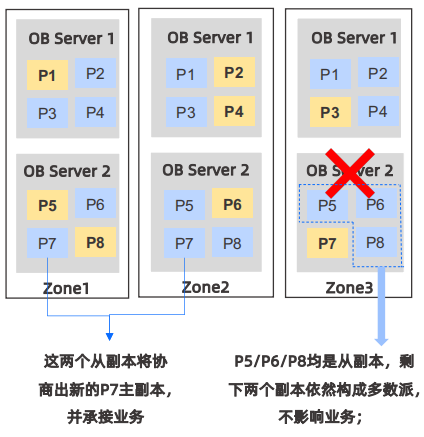 OB Server 1
P1 P2
P3 P4
OB Server 2
P5 P6
P7 P8
Zone1
OB Server 1
P1 P2
P3 P4
OB Server 2
P5 P6
P7 P8
Zone2
OB Server 1
P1 P2
P3 P4
OB Server 2
P5 P6
P7 P8
Zone3
这两个从副本将协
商出新的P7主副本，
并承接业务
P5/P6/P8均是从副本，剩
下两个副本依然构成多数派，
不影响业务；